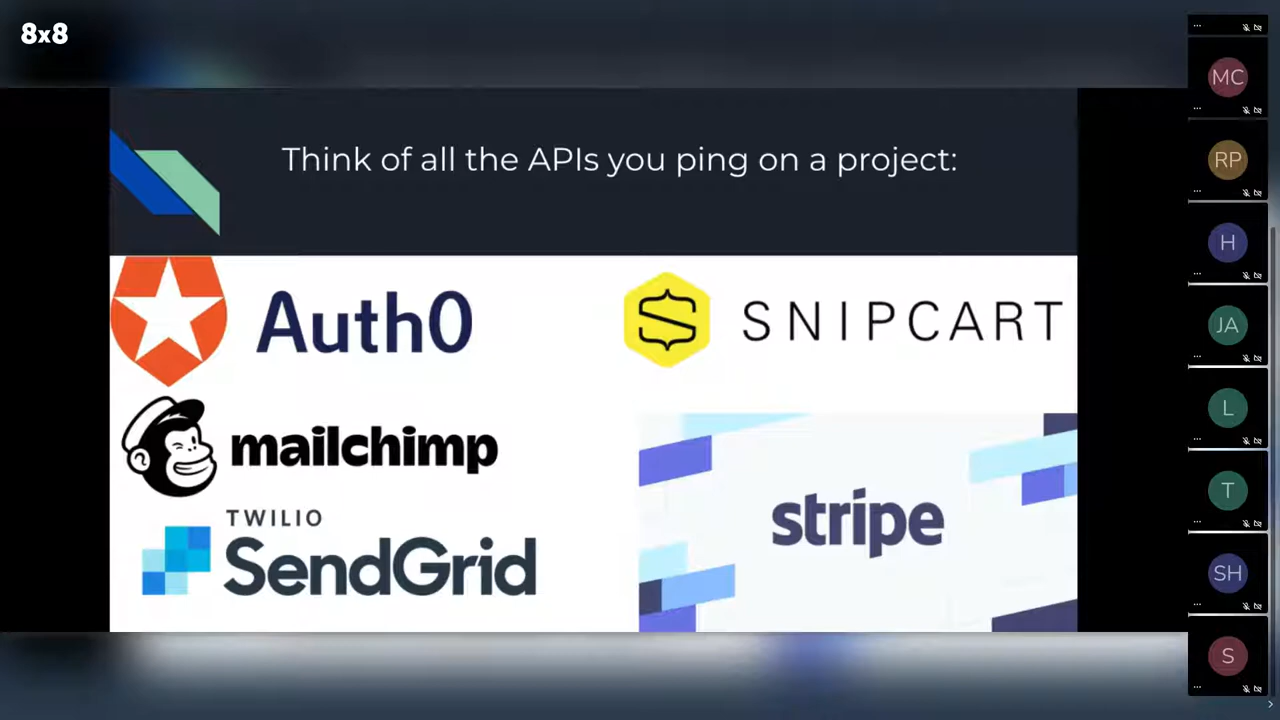 8x8
Think of all the APIs you ping on a project:
Auth0
SNIPCART
mailchimp
stripe
TWILIO
SendGrid
MC
RP
H
JA
L
T
SH
S